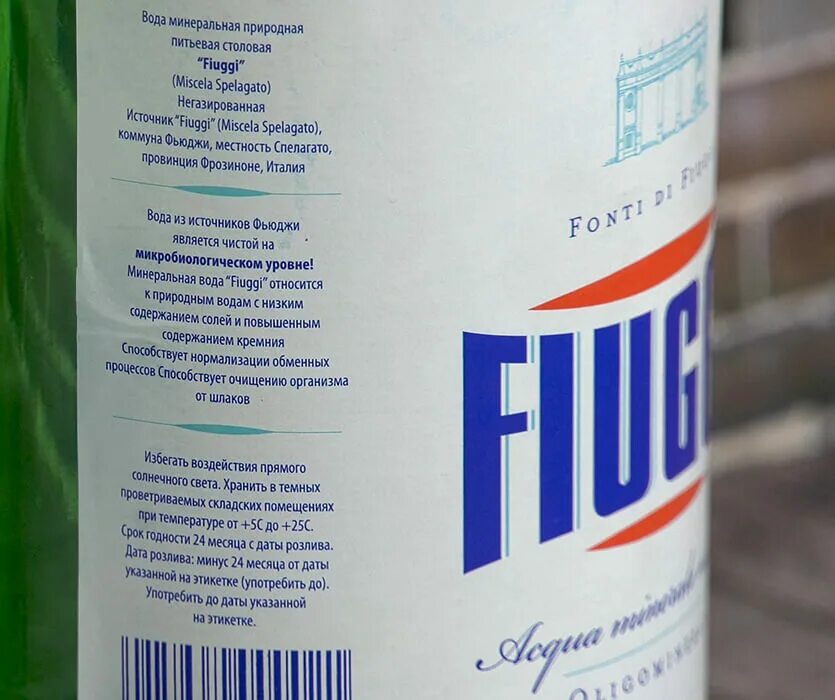 Вода минеральная природная
питьевая столовая
“Fiuggi”
(Miscela Spelagato)
Негазированная
Источник “Fiuggi” (Miscela Spelagato),
коммуна Фьюджи, местность Спелагато,
провинция Фрозиноне, Италия
Вода из источников Фьюджи
является чистой на
микробиологическом уровне!
Минеральная вода “Fiuggi” относится
к природным водам с низким
содержанием солей и повышенным
содержанием кремния
Способствует нормализации обменных
процессов Способствует очищению организма
от шлаков
Избегать воздействия прямого
солнечного света. Хранить в темных
проветриваемых складских помещениях
при температуре от +5C до +25C.
Срок годности 24 месяца с даты розлива.
Дата розлива: минус 24 месяца от даты
указанной на этикетке (употребить до).
Употребить до даты указанной
на этикетке.
FONTI DI
FIUG
Acqua